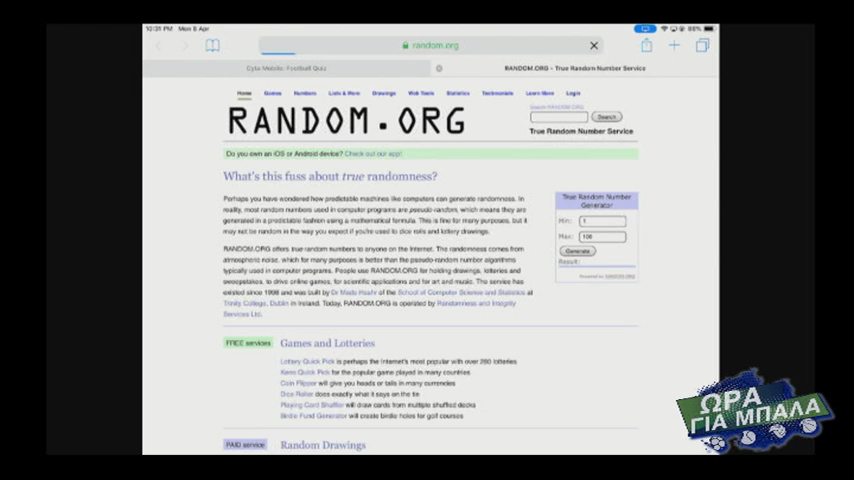 10:31 PM Mon 6 Apr
random.org
Cyta Mobile: Football Quiz
RANDOM.ORG - True Random Number Service
Home Games Numbers Lists & More Drawings Web Tools Statistics Testimonials Learn More Login
RANDOM.ORG
Search RANDOM.ORG
Search
True Random Number Service
Do you own an iOS or Android device? Check out our app!
What's this fuss about true randomness?
Perhaps you have wondered how predictable machines like computers can generate randomness. In
reality, most random numbers used in computer programs are pseudo-random, which means they are
generated in a predictable fashion using a mathematical formula. This is fine for many purposes, but it
may not be random in the way you expect if you're used to dice rolls and lottery drawings.
RANDOM.ORG offers true random numbers to anyone on the Internet. The randomness comes from
atmospheric noise, which for many purposes is better than the pseudo-random number algorithms
typically used in computer programs. People use RANDOM.ORG for holding drawings, lotteries and
sweepstakes, to drive online games, for scientific applications and for art and music. The service has
existed since 1998 and was built by Dr Mads Haahr of the School of Computer Science and Statistics at
Trinity College, Dublin in Ireland. Today, RANDOM.ORG is operated by Randomness and Integrity
Services Ltd.
True Random Number
Generator
Min: 1
Max: 100
Generate
Result:
Powered by RANDOM.ORG
FREE services
Games and Lotteries
Lottery Quick Pick is perhaps the Internet's most popular with over 280 lotteries
Keno Quick Pick for the popular game played in many countries
Coin Flipper will give you heads or tails in many currencies
Dice Roller does exactly what it says on the tin
Playing Card Shuffler will draw cards from multiple shuffled decks
Birdie Fund Generator will create birdie holes for golf courses
PAID service
Random Drawings
ΩΡΑ
ΓΙΑ ΜΠΑΛΑ